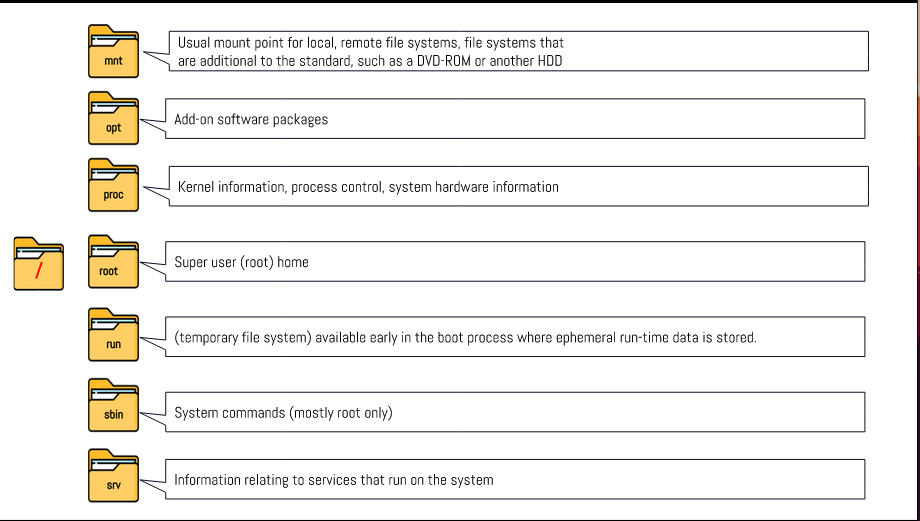 mnt
Usual mount point for local, remote file systems, file systems that
are additional to the standard, such as a DVD-ROM or another HDD
opt
Add-on software packages
proc
Kernel information, process control, system hardware information
/
root
Super user (root) home
run
(temporary file system) available early in the boot process where ephemeral run-time data is stored.
sbin
System commands (mostly root only)
srv
Information relating to services that run on the system